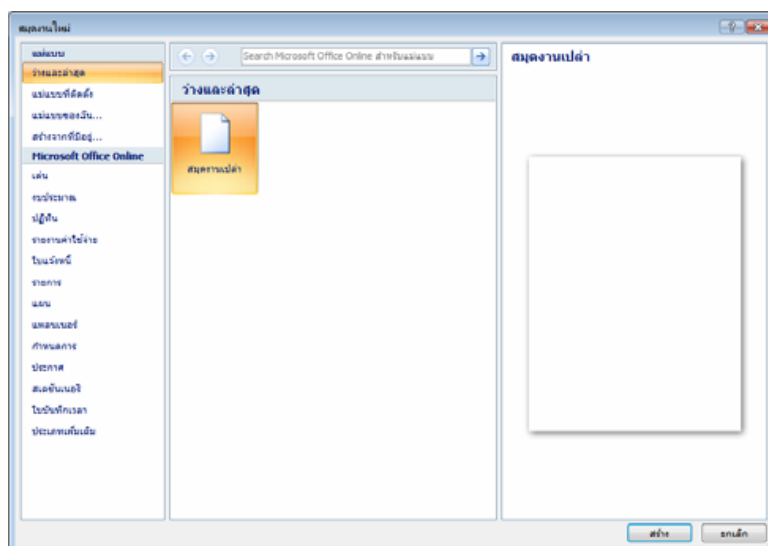 สมุดงานใหม่
แม่แบบ
ว่างและล่าสุด
แม่แบบที่ติดตั้ง
แม่แบบของฉัน...
สร้างจากที่มีอยู่...
Microsoft Office Online
เด่น
งบประมาณ
ปฏิทิน
รายงานค่าใช้จ่าย
ใบแจ้งหนี้
รายการ
แผน
แพลนเนอร์
กำหนดการ
ประกาศ
สเตชันเนอรี
ใบบันทึกเวลา
ประเภทเพิ่มเติม
Search Microsoft Office Online สำหรับแม่แบบ
ว่างและล่าสุด
สมุดงานเปล่า
สมุดงานเปล่า
สร้าง
ยกเลิก